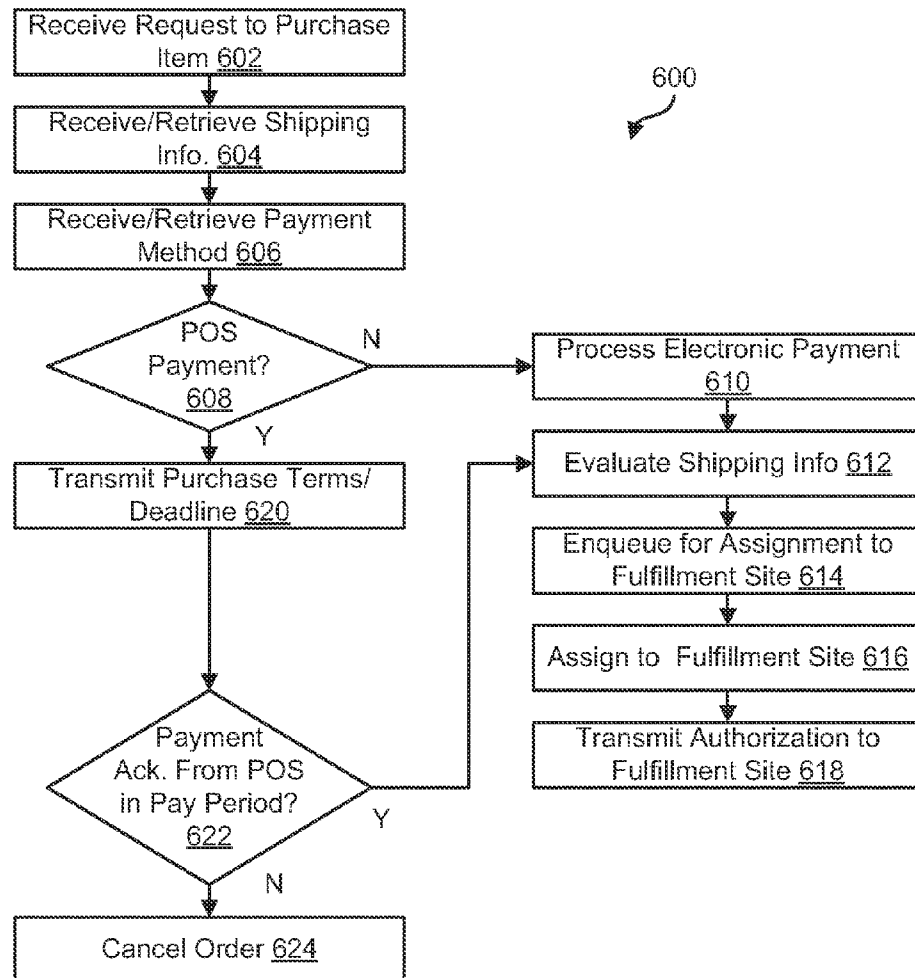 Receive Request to Purchase
Item 602
600
Receive/Retrieve Shipping
Info. 604
Receive/Retrieve Payment
Method 606
POS
Payment?
608
N
Y
Process Electronic Payment
610
Evaluate Shipping Info 612
Transmit Purchase Terms/
Deadline 620
Enqueue for Assignment to
Fulfillment Site 614
Assign to Fulfillment Site 616
Transmit Authorization to
Fulfillment Site 618
Payment
Ack. From POS
in Pay Period?
622
Y
N
Cancel Order 624